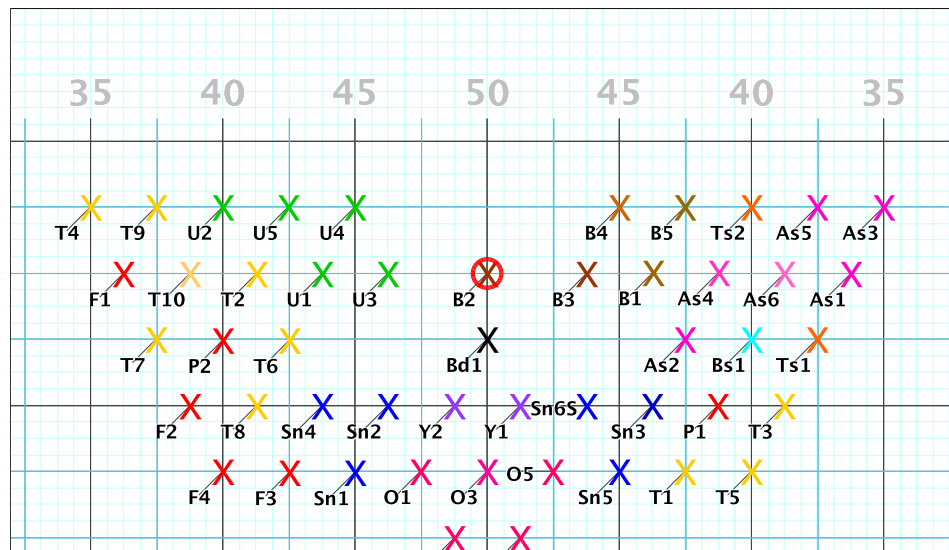 35 40 45 50 45 40 35
T4 T9 U2 U5 U4 B4 B5 Ts2 As5 As3
F1 T10 T2 U1 U3 B2 B3 B1 As4 As6 As1
T7 P2 T6 Bd1 As2 Bs1 Ts1
F2 T8 Sn4 Sn2 Y2 Y1 Sn6S Sn3 P1 T3
F4 F3 Sn1 O1 O3 O5 Sn5 T1 T5